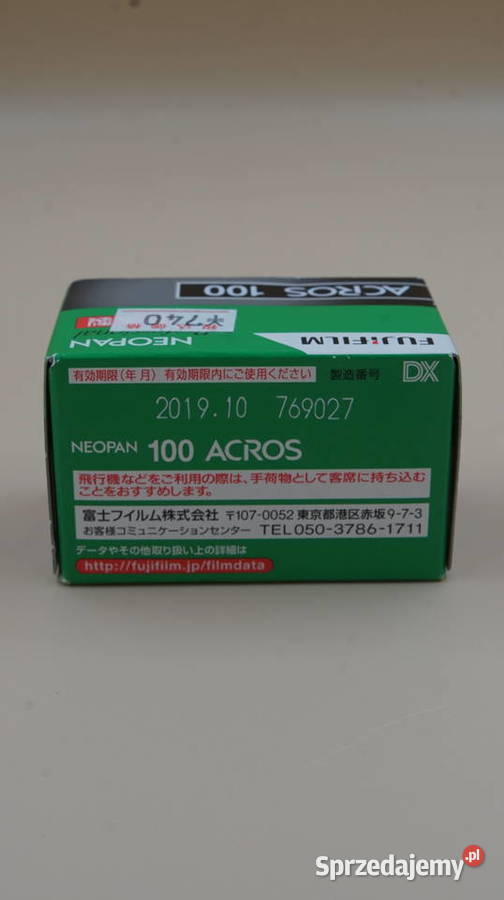 ACROS 100
*740
FUJIFILM
NEOPAN
有効期限(年月) 有効期限内にご使用ください 製造番号 DX
2019.10 769027
NEOPAN 100 ACROS
飛行機などをご利用の際は、手荷物として客席に持ち込む
ことをおすすめします。
富士フイルム株式会社 〒107-0052 東京都港区赤坂9-7-3
お客様コミュニケーションセンター TEL050-3786-1711
データやその他取り扱い上の詳細は
http://fujifilm.jp/filmdata
Sprzedajemy.pl